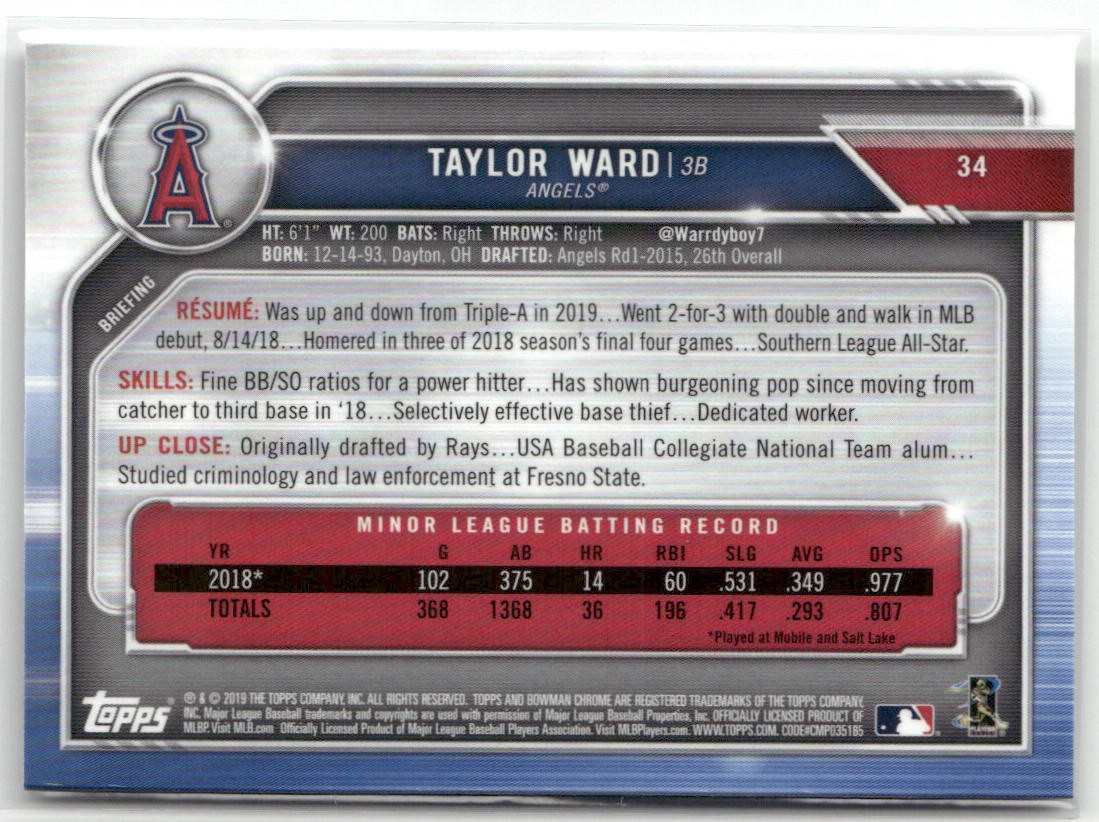 A
TAYLOR WARD | 3B
ANGELS®
34
HT: 6'1" WT: 200 BATS: Right THROWS: Right @Warrdyboy7
BORN: 12-14-93, Dayton, OH DRAFTED: Angels Rd1-2015, 26th Overall
BRIEFING
RÉSUMÉ: Was up and down from Triple-A in 2019...Went 2-for-3 with double and walk in MLB
debut, 8/14/18...Homered in three of 2018 season's final four games...Southern League All-Star.
SKILLS: Fine BB/SO ratios for a power hitter...Has shown burgeoning pop since moving from
catcher to third base in '18...Selectively effective base thief...Dedicated worker.
UP CLOSE: Originally drafted by Rays...USA Baseball Collegiate National Team alum...
Studied criminology and law enforcement at Fresno State.
MINOR LEAGUE BATTING RECORD
YR G AB HR RBI SLG AVG OPS
2018* 102 375 14 60 .531 .349 .977
TOTALS 368 1368 36 196 .417 .293 .807
*Played at Mobile and Salt Lake
Topps
® & © 2019 THE TOPPS COMPANY, INC. ALL RIGHTS RESERVED. TOPPS AND BOWMAN CHROME ARE REGISTERED TRADEMARKS OF THE TOPPS COMPANY,
INC. Major League Baseball trademarks and copyrights are used with permission of Major League Baseball Properties, Inc. OFFICIALLY LICENSED PRODUCT OF
MLBP. Visit MLB.com Officially Licensed Product of Major League Baseball Players Association. Visit MLBPlayers.com. WWW.TOPPS.COM. CODE#CMP035185